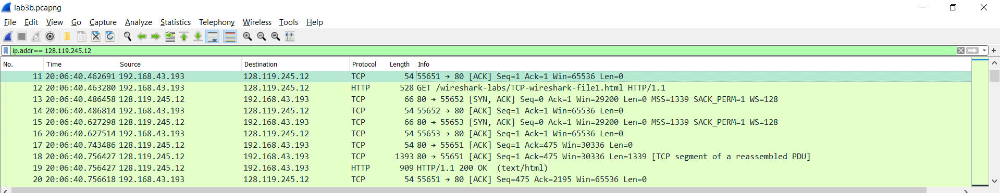 lab3b.pcapng
File Edit View Go Capture Analyze Statistics Telephony Wireless Tools Help
ip.addr== 128.119.245.12
No. Time Source Destination Protocol Length Info
11 20:06:40.462691 192.168.43.193 128.119.245.12 TCP 54 55651 → 80 [ACK] Seq=1 Ack=1 Win=65536 Len=0
12 20:06:40.463280 192.168.43.193 128.119.245.12 HTTP 528 GET /wireshark-labs/TCP-wireshark-file1.html HTTP/1.1
13 20:06:40.486458 128.119.245.12 192.168.43.193 TCP 66 80 → 55652 [SYN, ACK] Seq=0 Ack=1 Win=29200 Len=0 MSS=1339 SACK_PERM=1 WS=128
14 20:06:40.486814 192.168.43.193 128.119.245.12 TCP 54 55652 → 80 [ACK] Seq=1 Ack=1 Win=65536 Len=0
15 20:06:40.627298 128.119.245.12 192.168.43.193 TCP 66 80 → 55653 [SYN, ACK] Seq=0 Ack=1 Win=29200 Len=0 MSS=1339 SACK_PERM=1 WS=128
16 20:06:40.627514 192.168.43.193 128.119.245.12 TCP 54 55653 → 80 [ACK] Seq=1 Ack=1 Win=65536 Len=0
17 20:06:40.743486 128.119.245.12 192.168.43.193 TCP 54 80 → 55651 [ACK] Seq=1 Ack=475 Win=30336 Len=0
18 20:06:40.756427 128.119.245.12 192.168.43.193 TCP 1393 80 → 55651 [ACK] Seq=1 Ack=475 Win=30336 Len=1339 [TCP segment of a reassembled PDU]
19 20:06:40.756427 128.119.245.12 192.168.43.193 HTTP 909 HTTP/1.1 200 OK (text/html)
20 20:06:40.756618 192.168.43.193 128.119.245.12 TCP 54 55651 → 80 [ACK] Seq=475 Ack=2195 Win=65536 Len=0